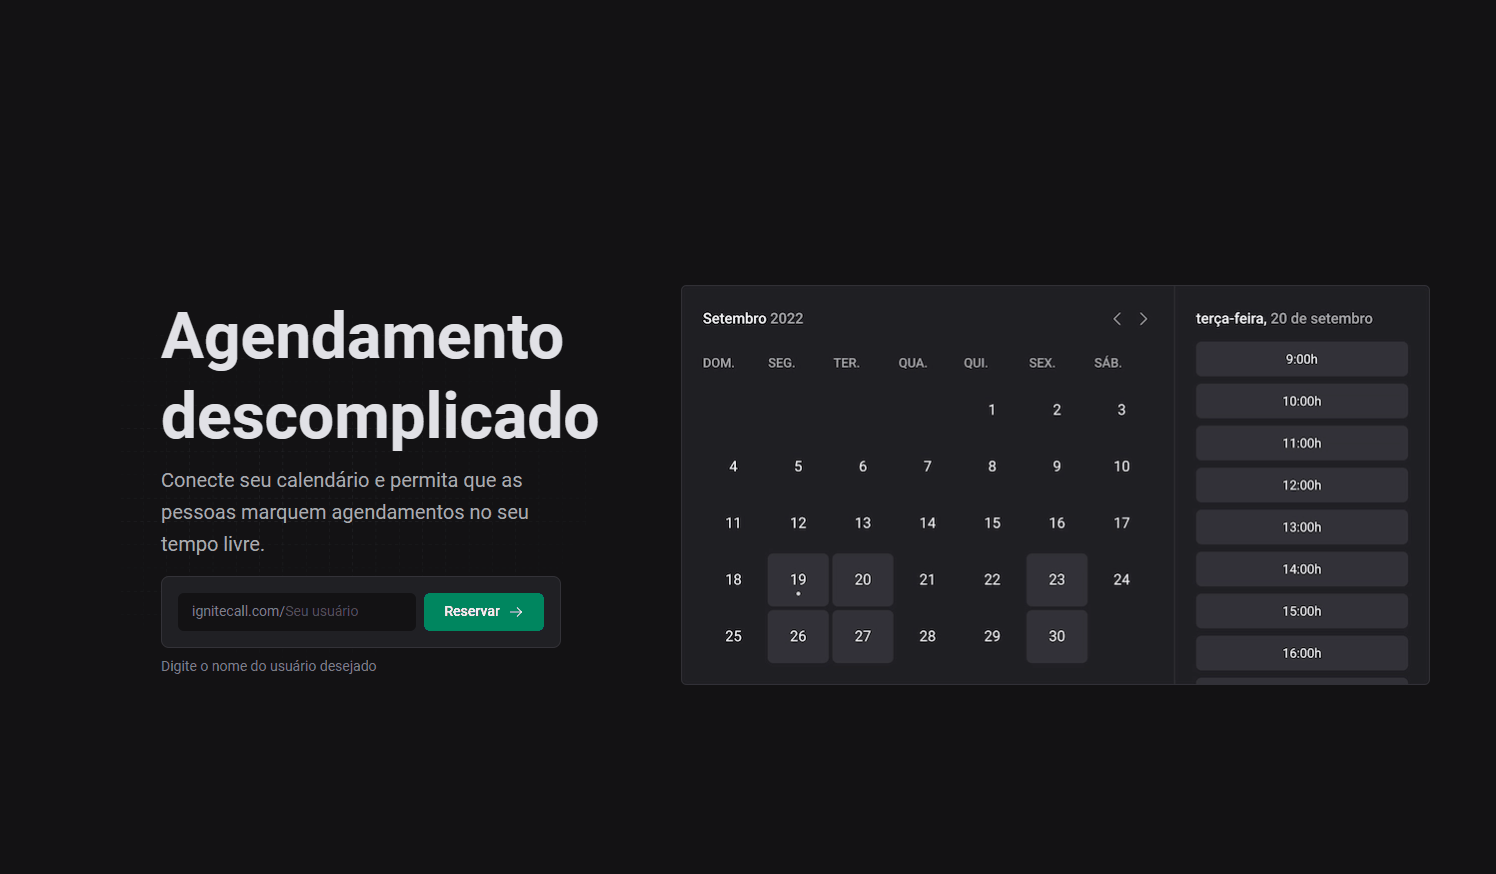 Agendamento
descomplicado
Conecte seu calendário e permita que as
pessoas marquem agendamentos no seu
tempo livre.
ignitecall.com/Seu usuário
Reservar
Digite o nome do usuário desejado
Setembro 2022
DOM. SEG. TER. QUA. QUI. SEX. SÁB.
1 2 3
4 5 6 7 8 9 10
11 12 13 14 15 16 17
18 19 20 21 22 23 24
25 26 27 28 29 30
terça-feira, 20 de setembro
9:00h
10:00h
11:00h
12:00h
13:00h
14:00h
15:00h
16:00h